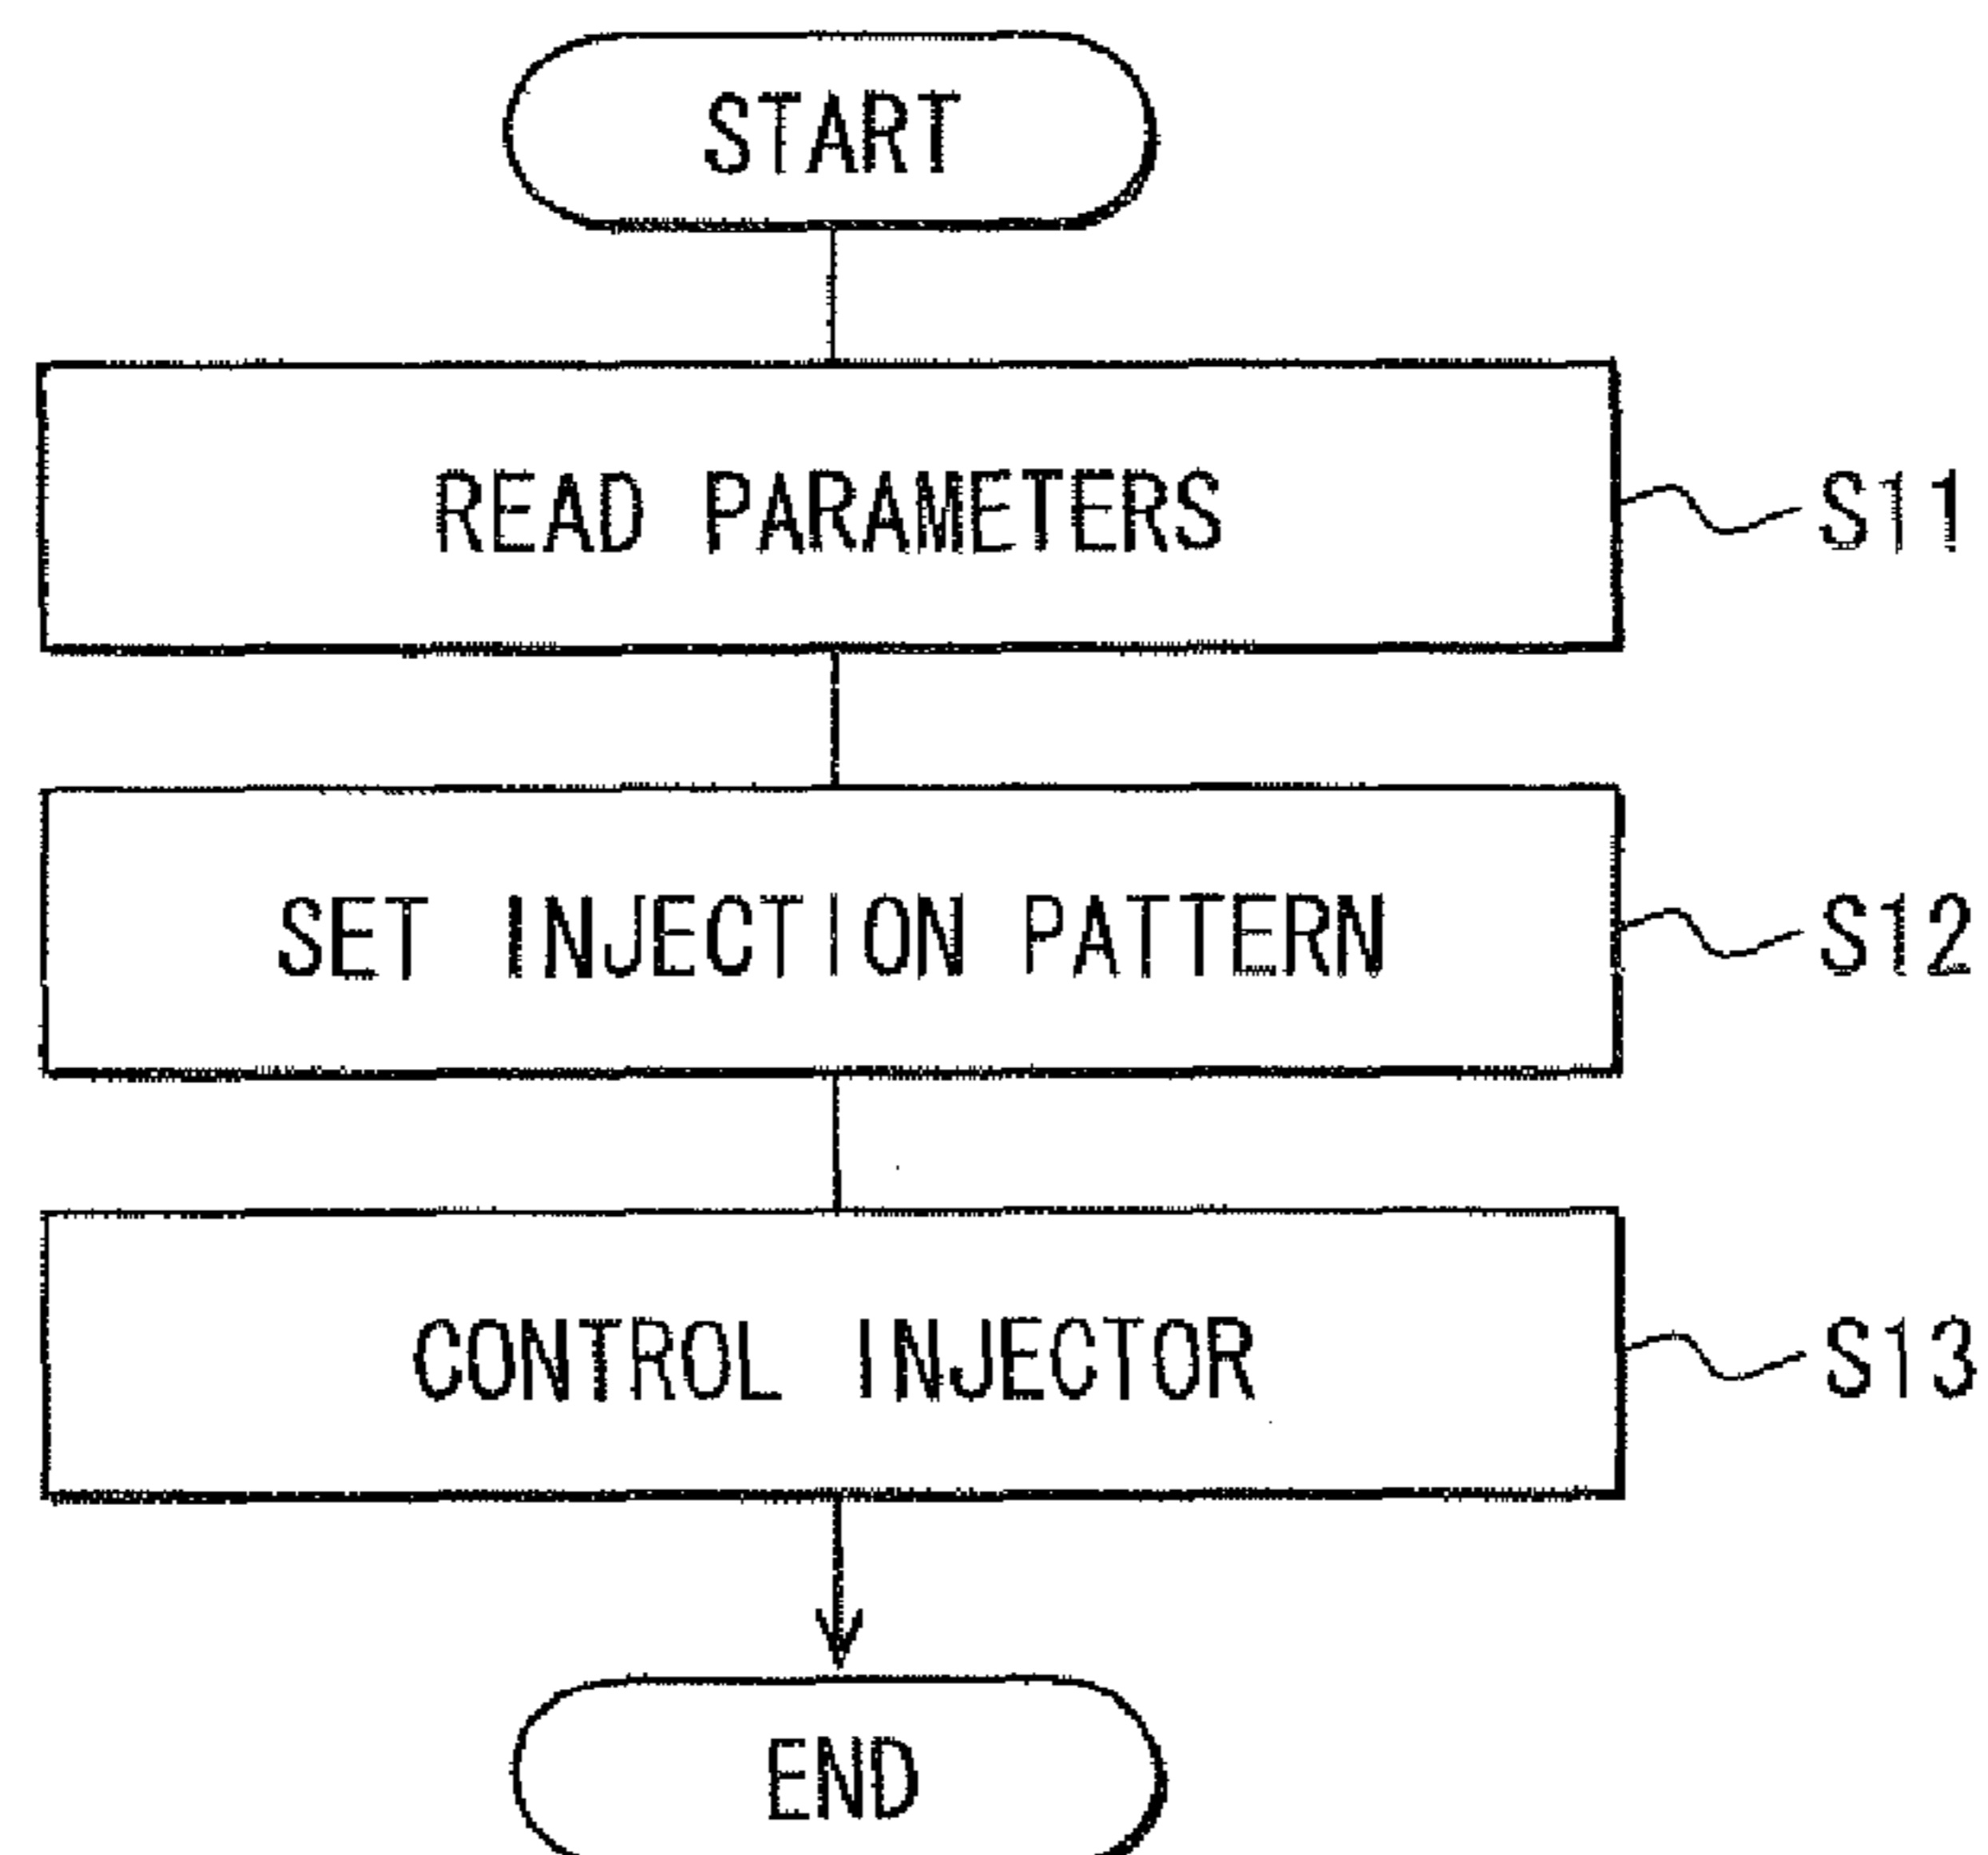 START
READ PARAMETERS
S11
SET INJECTION PATTERN
S12
CONTROL INJECTOR
S13
END